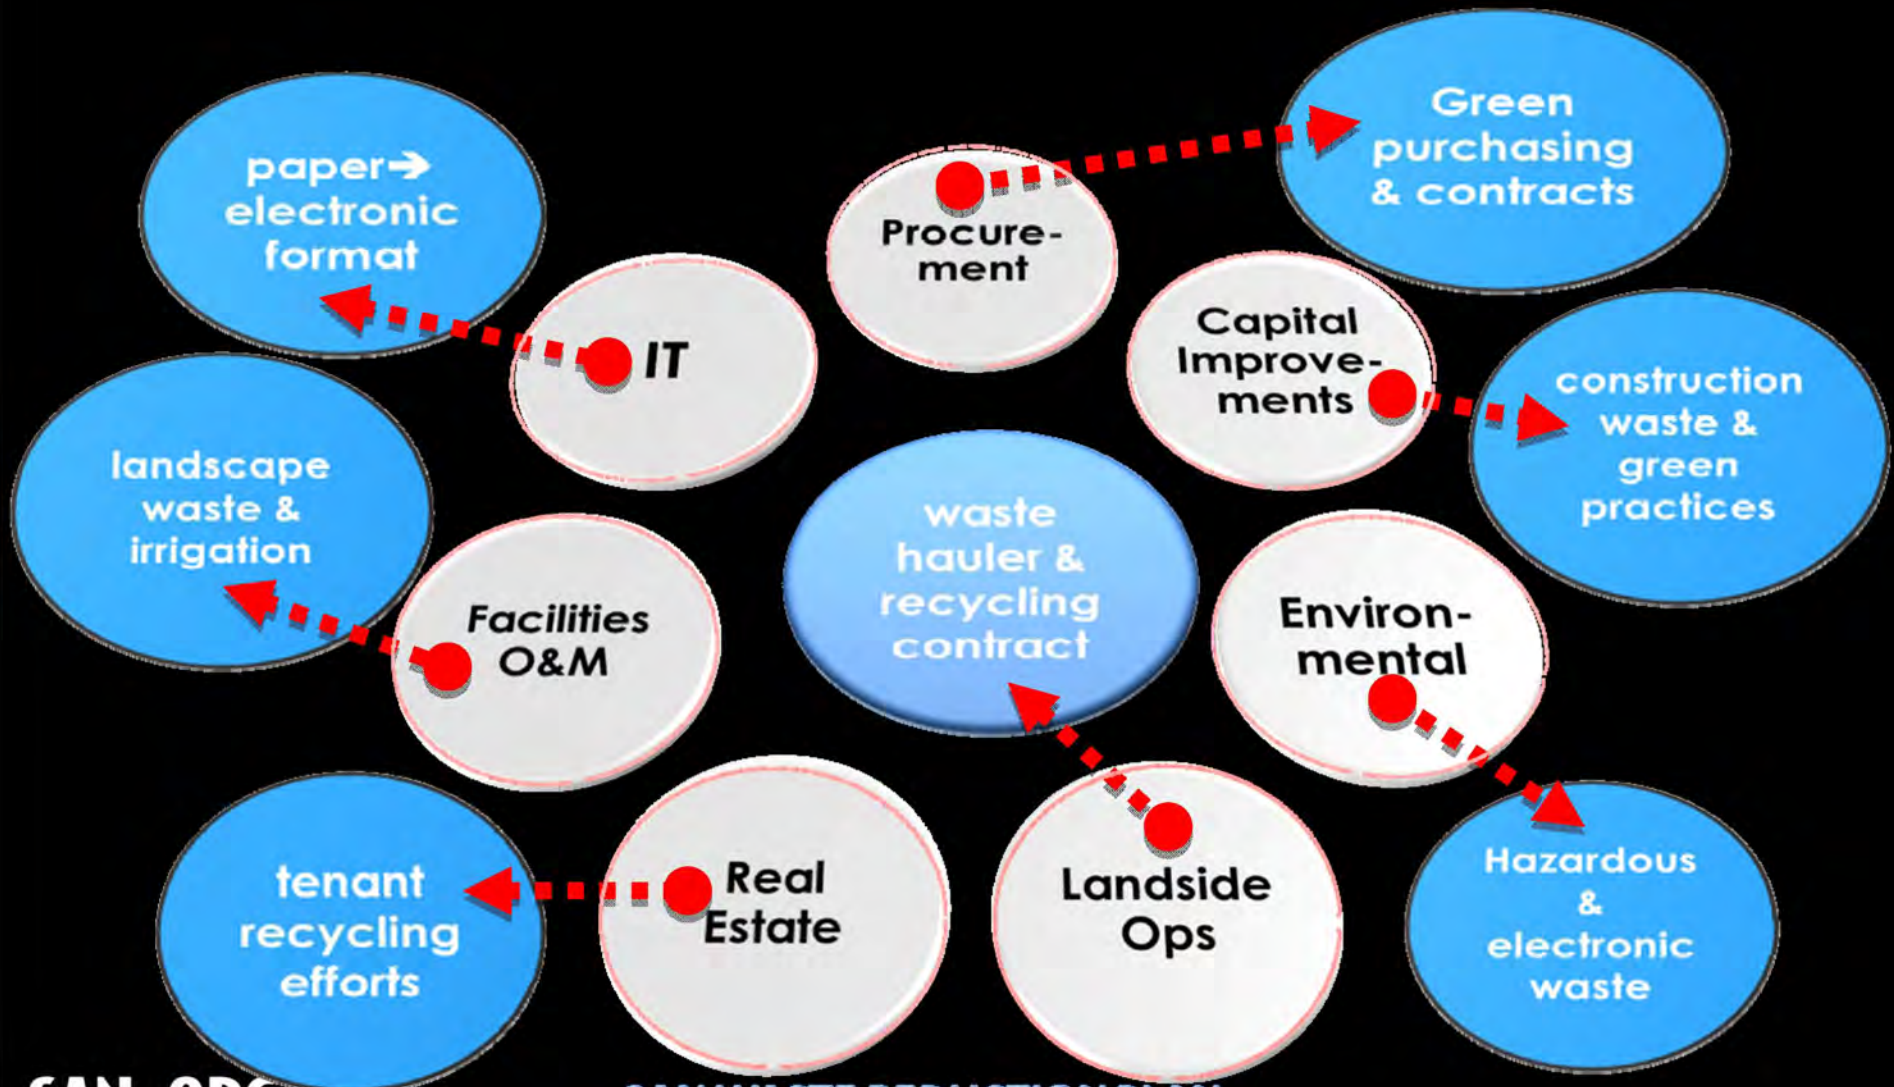 Green
purchasing
& contracts
paper→
electronic
format
Procure-
ment
Capital
Improve-
ments
IT
construction
waste &
green
practices
landscape
waste &
irrigation
waste
hauler &
recycling
contract
Facilities
O&M
Environ-
mental
Real
Estate
Landside
Ops
tenant
recycling
efforts
Hazardous
&
electronic
waste